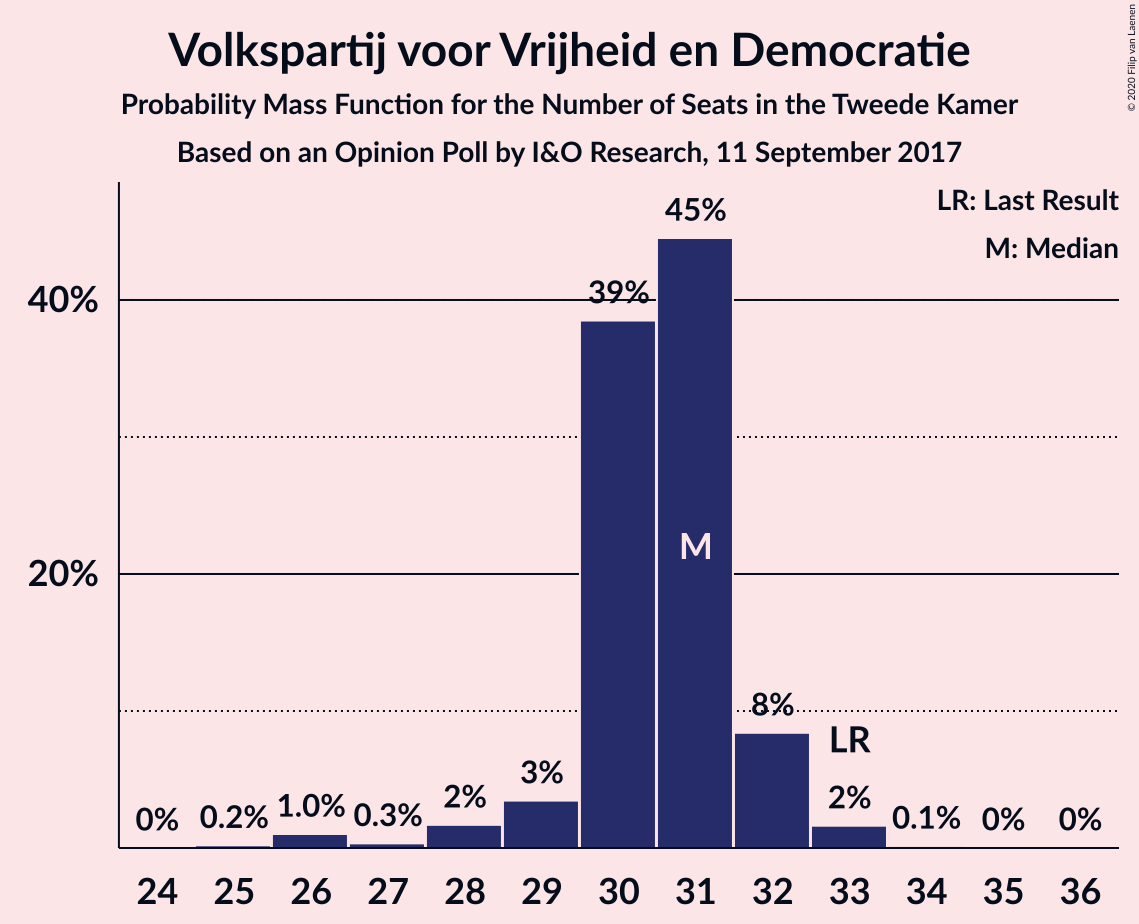 Volkspartij voor Vrijheid en Democratie
Probability Mass Function for the Number of Seats in the Tweede Kamer
Based on an Opinion Poll by I&O Research, 11 September 2017
© 2020 Filip van Laenen
LR: Last Result
M: Median
40%
20%
0%
0.2%
1.0%
0.3%
2%
3%
39%
45%
M
8%
LR
2%
0.1%
0%
0%
24 25 26 27 28 29 30 31 32 33 34 35 36